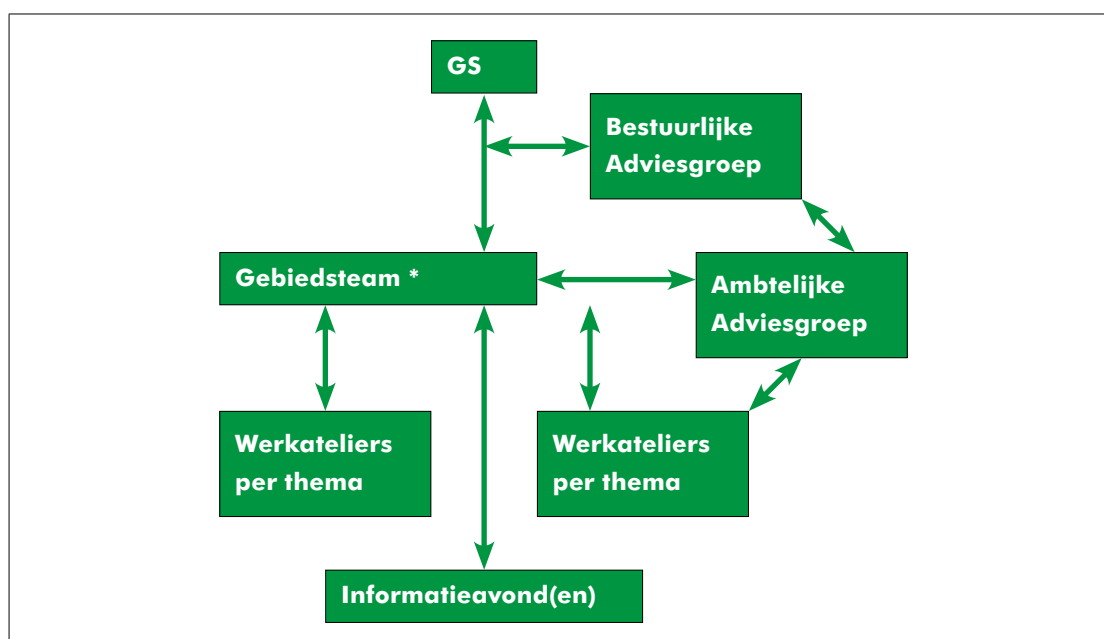 GS
Bestuurlijke
Adviesgroep
Gebiedsteam *
Ambtelijke
Adviesgroep
Werkateliers
per thema
Werkateliers
per thema
Informatieavond(en)